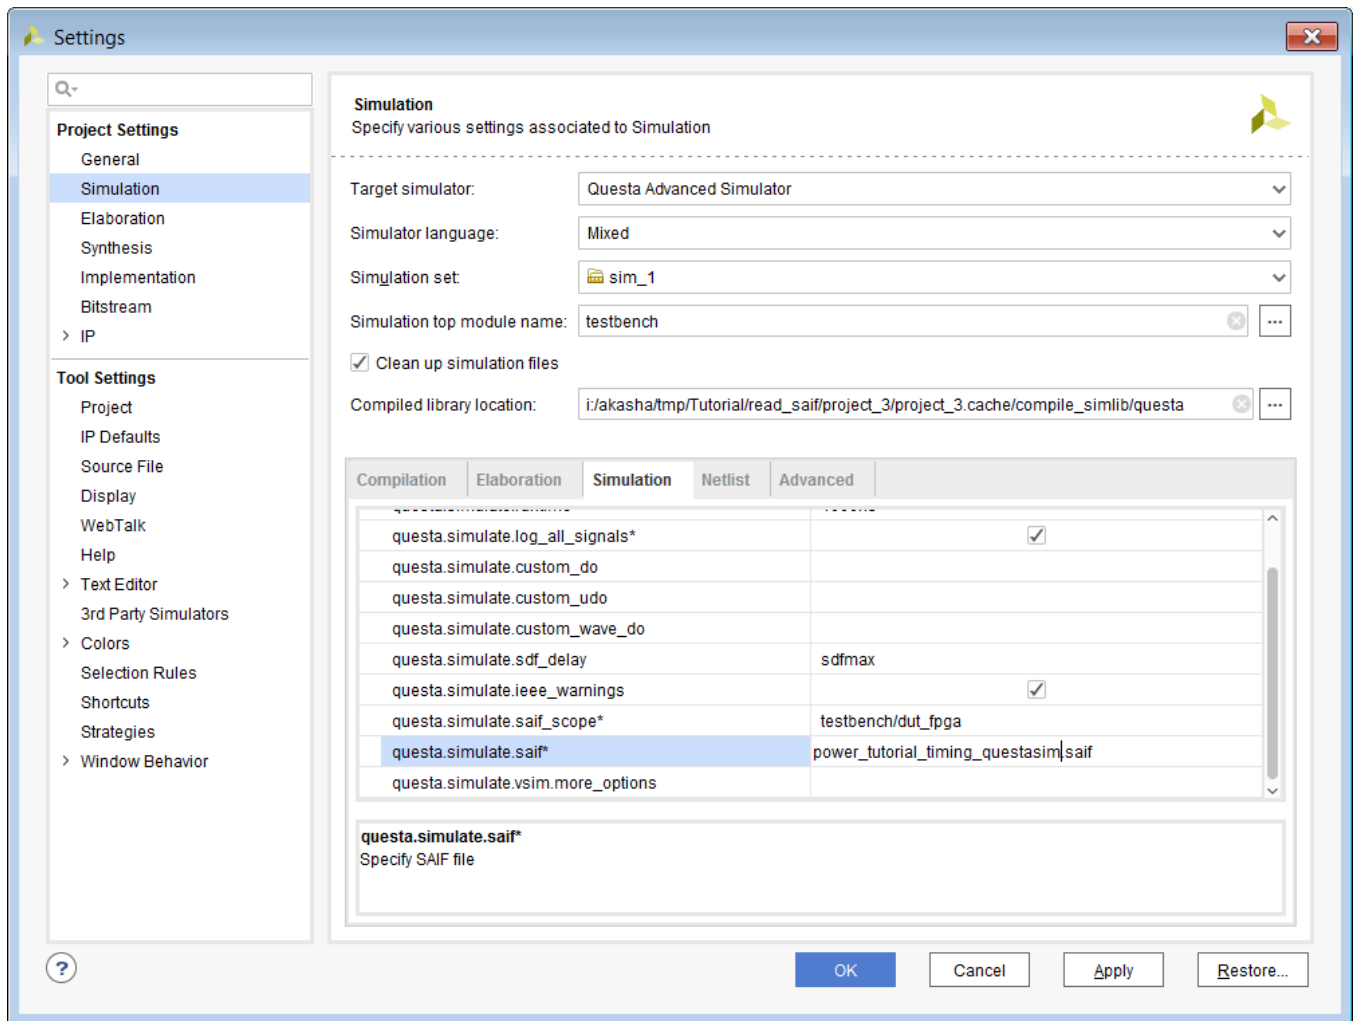 Settings
Project Settings
General
Simulation
Elaboration
Synthesis
Implementation
Bitstream
IP
Tool Settings
Project
IP Defaults
Source File
Display
WebTalk
Help
Text Editor
3rd Party Simulators
Colors
Selection Rules
Shortcuts
Strategies
Window Behavior
Simulation
Specify various settings associated to Simulation
Target simulator: Questa Advanced Simulator
Simulator language: Mixed
Simulation set: sim_1
Simulation top module name: testbench ...
Clean up simulation files
Compiled library location: i:/akasha/tmp/Tutorial/read_saif/project_3/project_3.cache/compile_simlib/questa ...
Compilation Elaboration Simulation Netlist Advanced
questa.simulate.log_all_signals*
questa.simulate.custom_do
questa.simulate.custom_udo
questa.simulate.custom_wave_do
questa.simulate.sdf_delay sdfmax
questa.simulate.ieee_warnings
questa.simulate.saif_scope* testbench/dut_fpga
questa.simulate.saif* power_tutorial_timing_questasim.saif
questa.simulate.vsim.more_options
questa.simulate.saif*
Specify SAIF file
? OK Cancel Apply Restore...